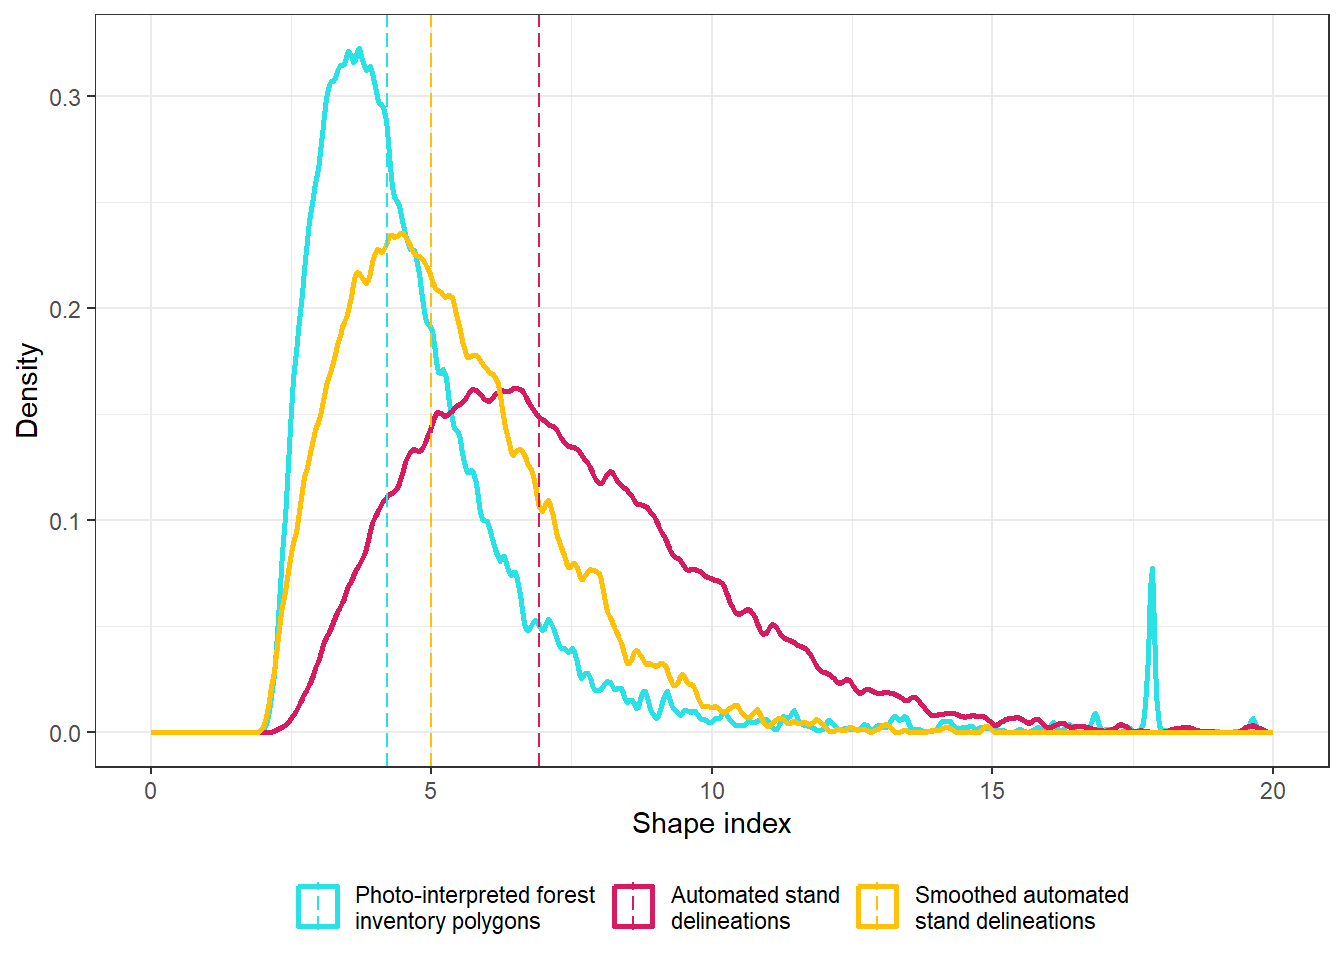 0.3
0.2
0.1
0.0
Density
0 5 10 15 20
Shape index
Photo-interpreted forest
inventory polygons
Automated stand
delineations
Smoothed automated
stand delineations